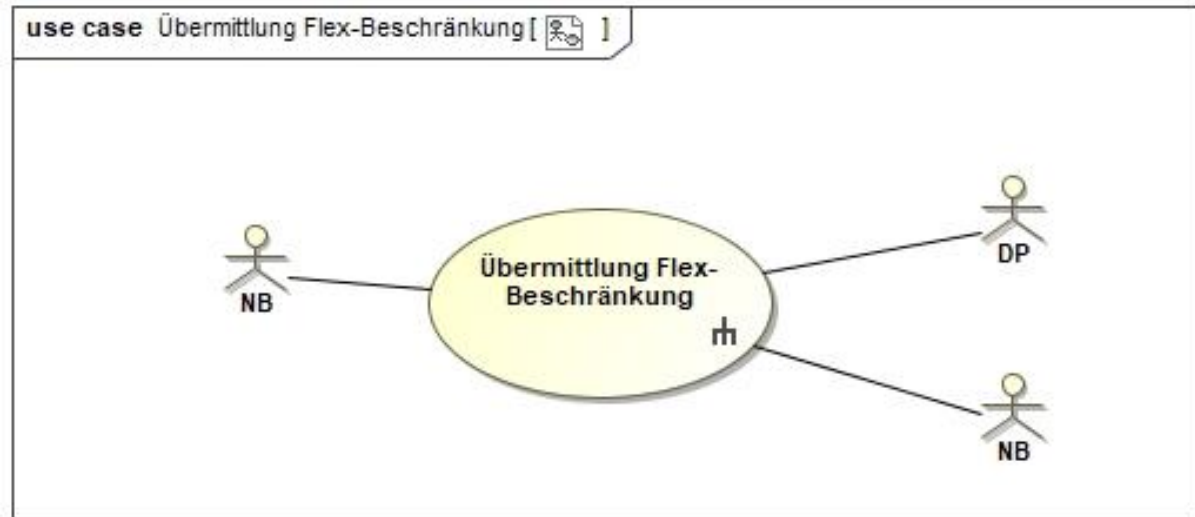 use case Übermittlung Flex-Beschränkung [ ]
DP
Übermittlung Flex-
Beschränkung
NB
NB